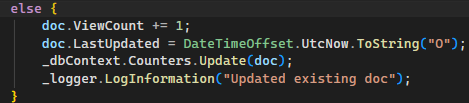 else {
    doc.ViewCount += 1;
    doc.LastUpdated = DateTimeOffset.UtcNow.ToString("O");
    _dbContext.Counters.Update(doc);
    _logger.LogInformation("Updated existing doc");
}